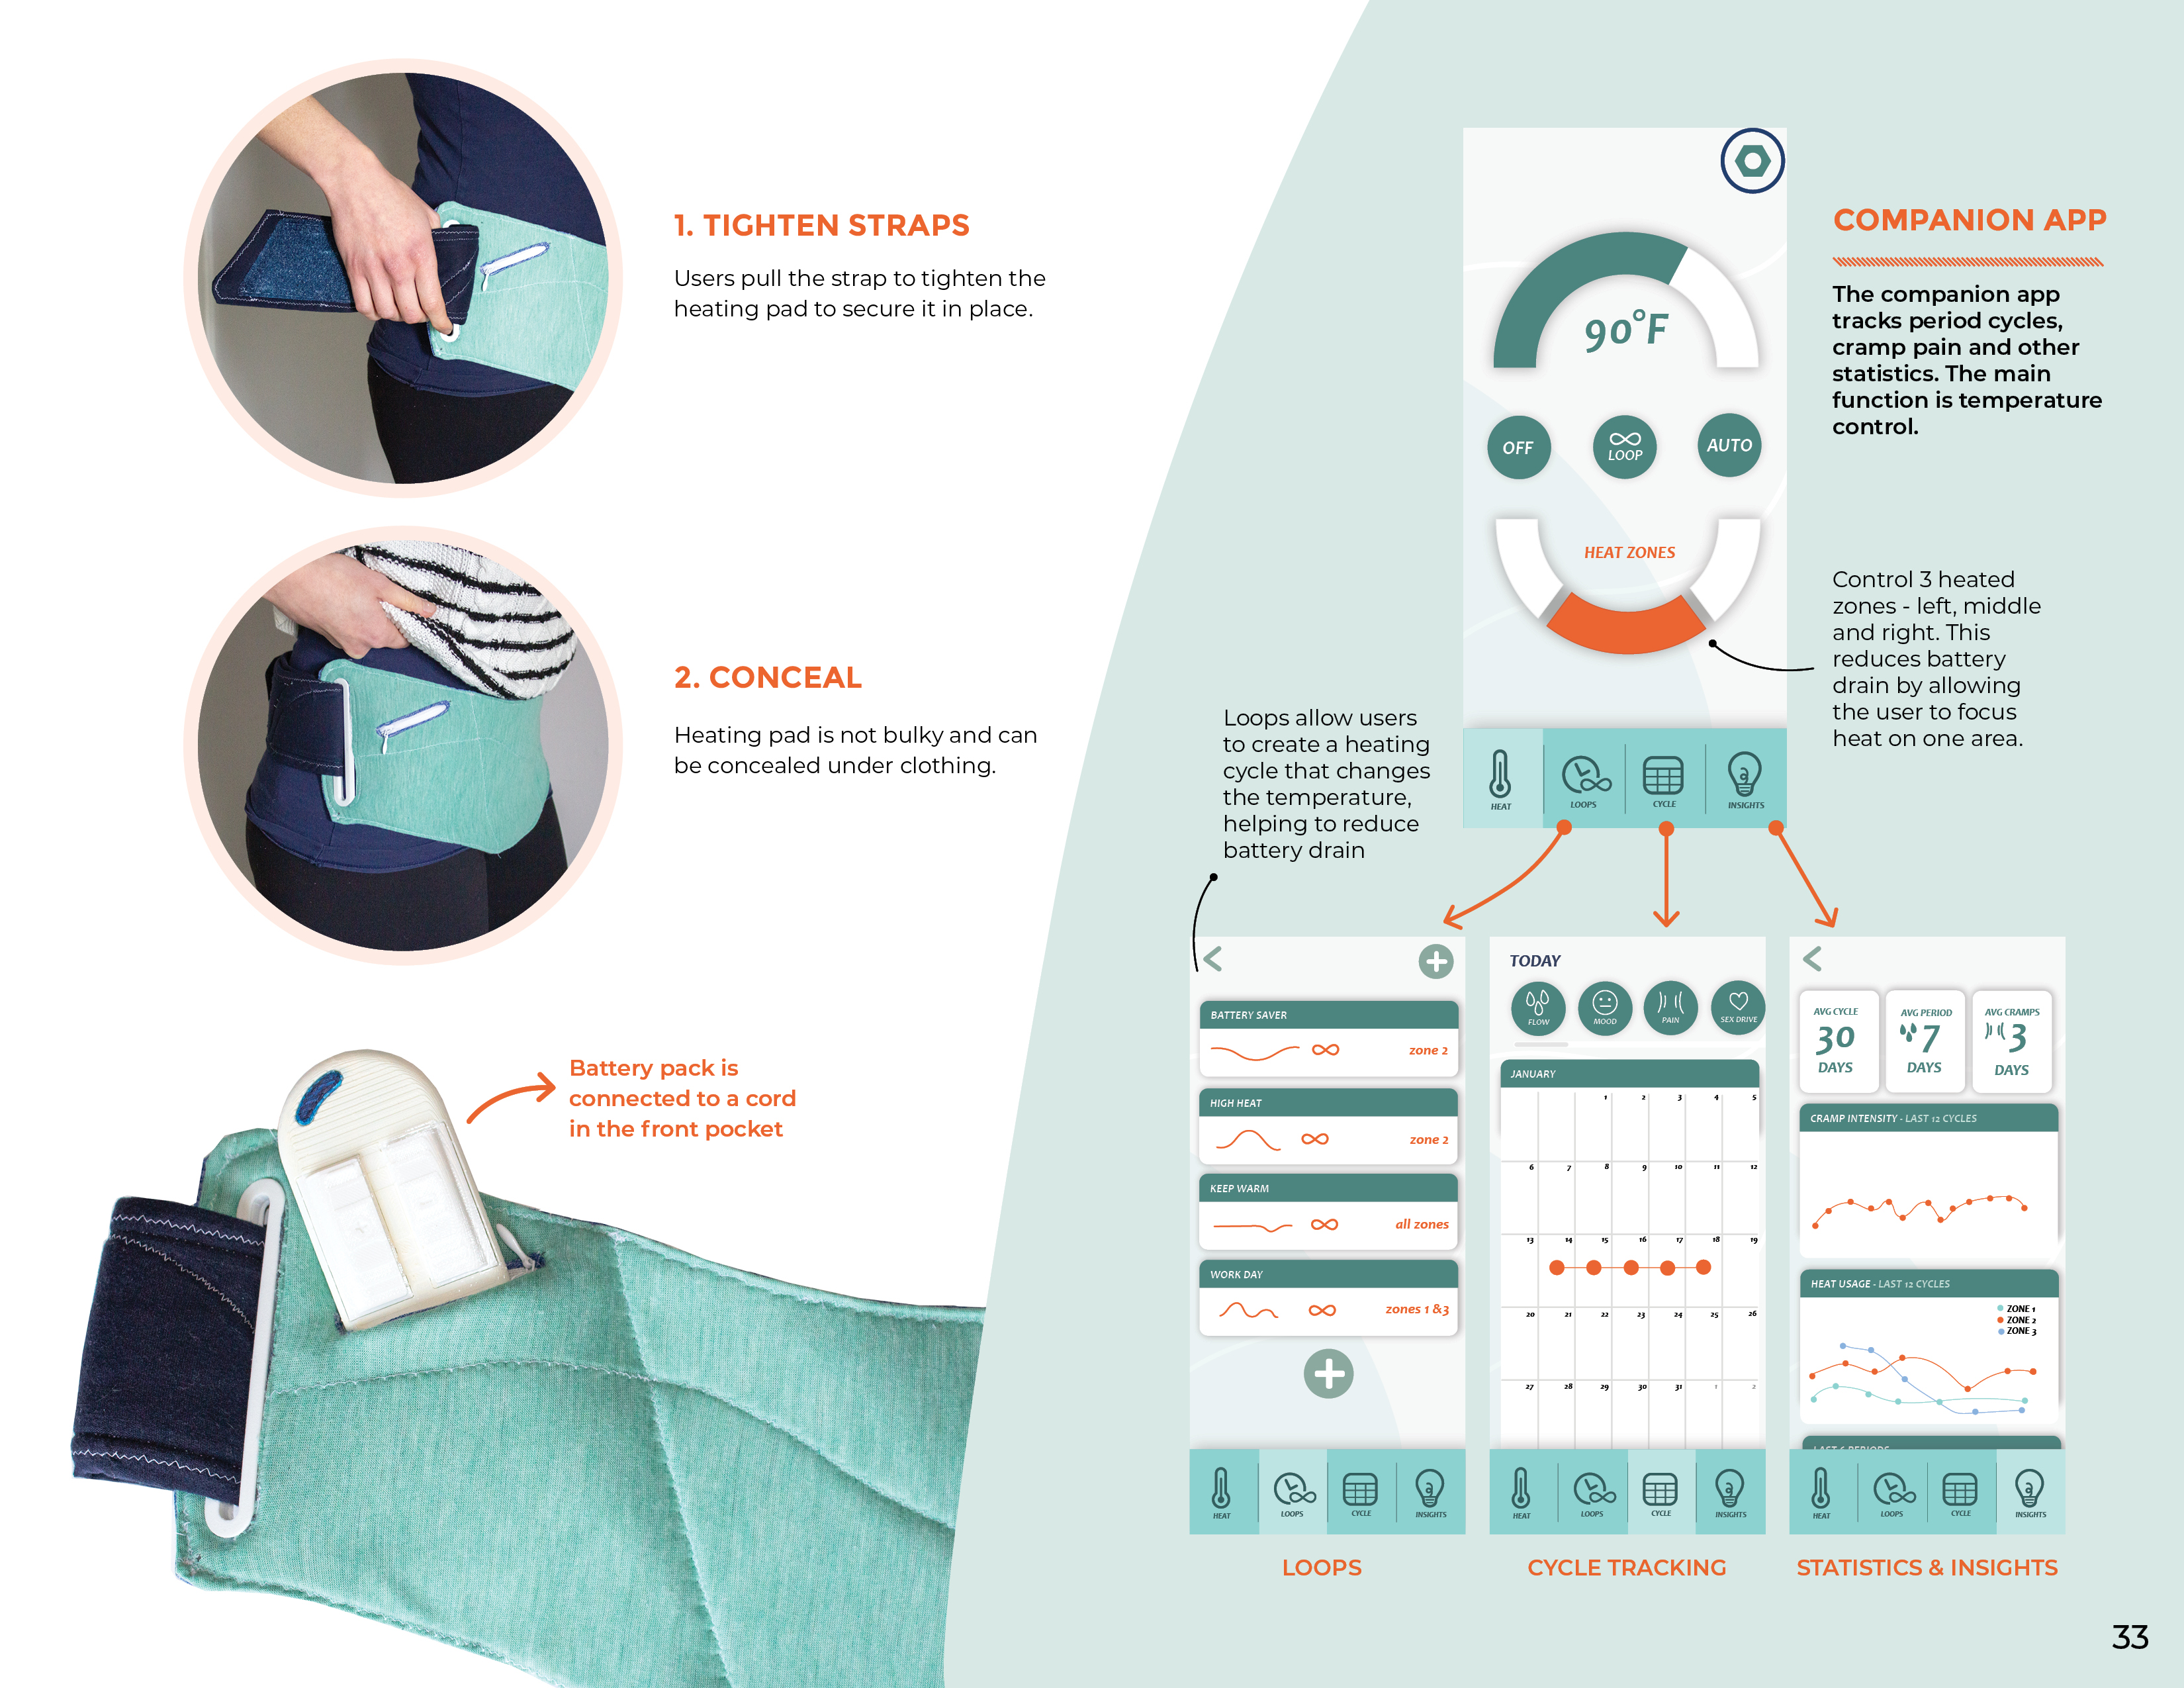 1. TIGHTEN STRAPS
Users pull the strap to tighten the
heating pad to secure it in place.
2. CONCEAL
Heating pad is not bulky and can
be concealed under clothing.
Battery pack is
connected to a cord
in the front pocket
COMPANION APP
The companion app
tracks period cycles,
cramp pain and other
statistics. The main
function is temperature
control.
90°F
OFF
LOOP
AUTO
HEAT ZONES
Control 3 heated
zones - left, middle
and right. This
reduces battery
drain by allowing
the user to focus
heat on one area.
HEAT
LOOPS
CYCLE
INSIGHTS
Loops allow users
to create a heating
cycle that changes
the temperature,
helping to reduce
battery drain
BATTERY SAVER
zone 2
HIGH HEAT
zone 2
KEEP WARM
all zones
WORK DAY
zones 1 &3
HEAT
LOOPS
CYCLE
INSIGHTS
LOOPS
TODAY
FLOW
MOOD
PAIN
SEX DRIVE
JANUARY
1 2 3 4 5
6 7 8 9 10 11 12
13 14 15 16 17 18 19
20 21 22 23 24 25 26
27 28 29 30 31 1 2
HEAT
LOOPS
CYCLE
INSIGHTS
CYCLE TRACKING
AVG CYCLE
30
DAYS
AVG PERIOD
7
DAYS
AVG CRAMPS
3
DAYS
CRAMP INTENSITY - LAST 12 CYCLES
HEAT USAGE - LAST 12 CYCLES
ZONE 1
ZONE 2
ZONE 3
LAST 6 PERIODS
HEAT
LOOPS
CYCLE
INSIGHTS
STATISTICS & INSIGHTS
33